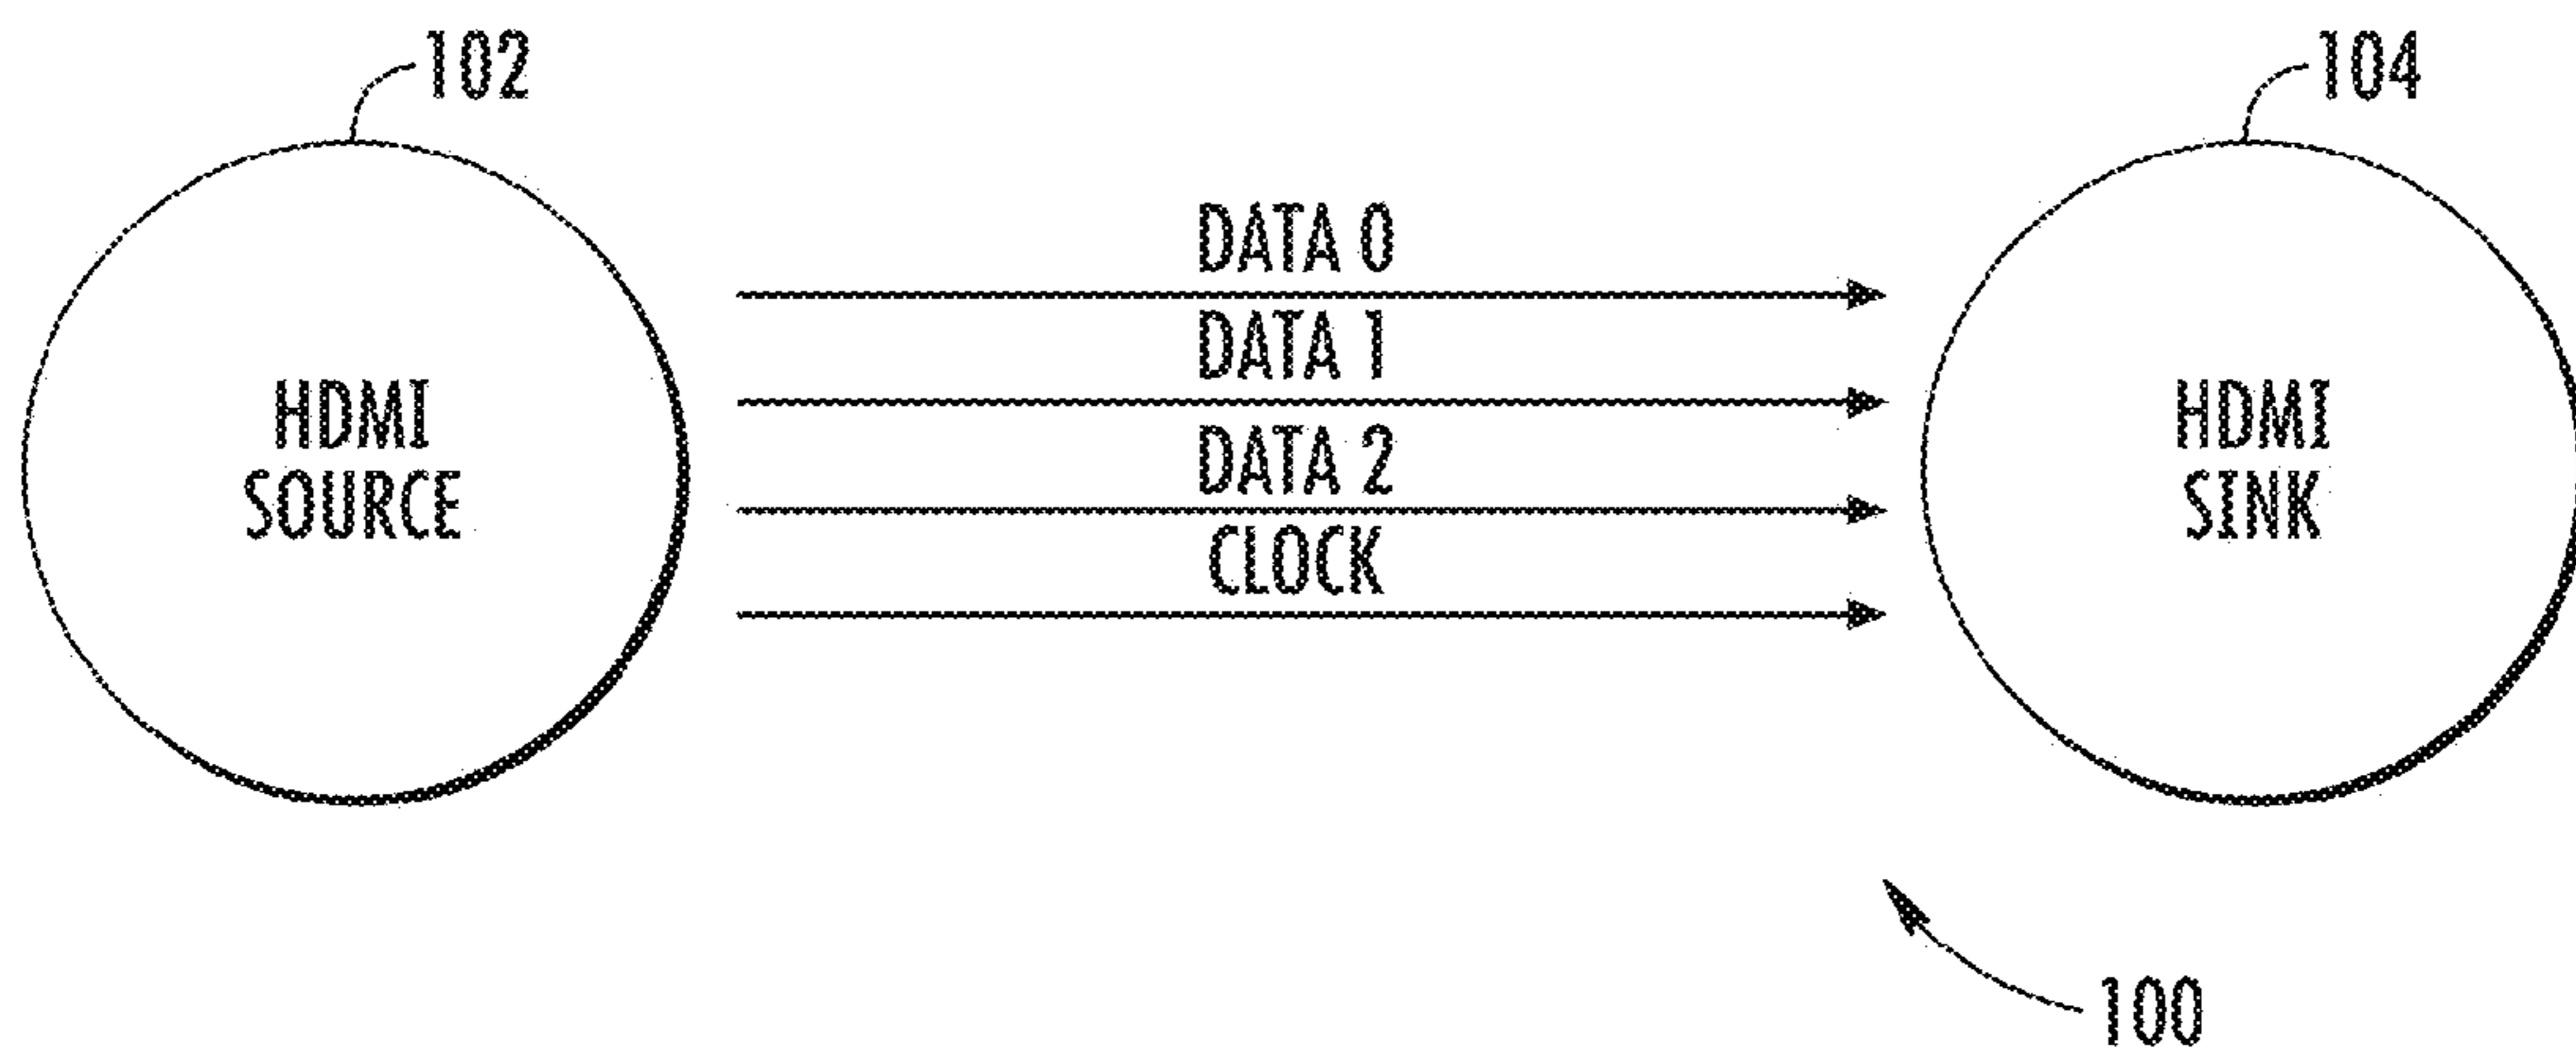 102
104
DATA 0
DATA 1
HDMI
SOURCE
DATA 2
CLOCK
HDMI
SINK
100